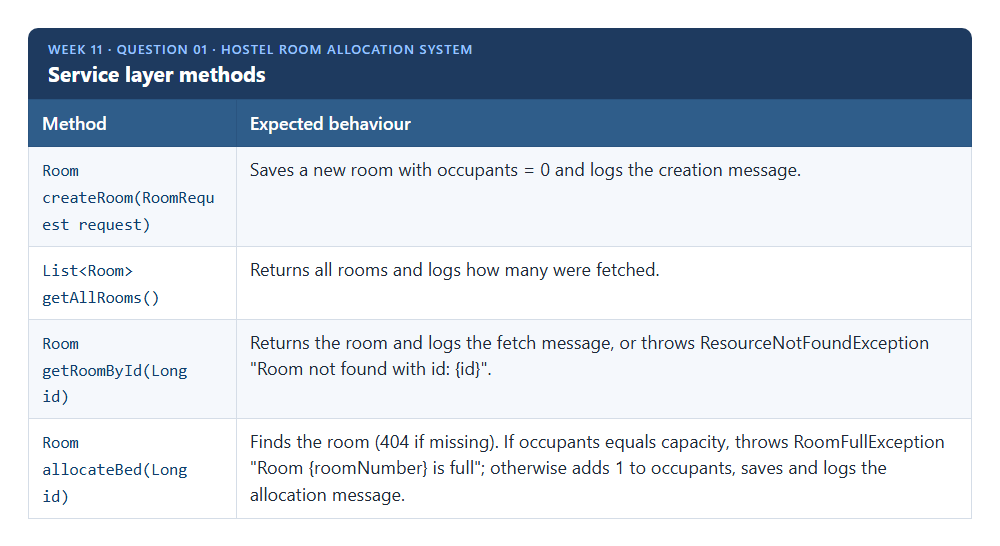 WEEK 11 · QUESTION 01 · HOSTEL ROOM ALLOCATION SYSTEM
Service layer methods
Method
Expected behaviour
Room
createRoom(RoomRequ
est request)
Saves a new room with occupants = 0 and logs the creation message.
List<Room>
getAllRooms()
Returns all rooms and logs how many were fetched.
Room
getRoomById(Long
id)
Returns the room and logs the fetch message, or throws ResourceNotFoundException
"Room not found with id: {id}".
Room
allocateBed(Long
id)
Finds the room (404 if missing). If occupants equals capacity, throws RoomFullException
"Room {roomNumber} is full"; otherwise adds 1 to occupants, saves and logs the
allocation message.